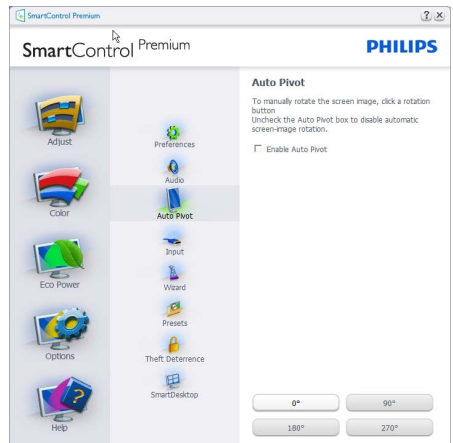 SmartControl Premium
SmartControl Premium
PHILIPS
Adjust
Color
Eco Power
Options
Help
Preferences
Audio
Auto Pivot
Input
Wizard
Presets
Theft Deterrence
SmartDesktop
Auto Pivot
To manually rotate the screen image, click a rotation
button
Uncheck the Auto Pivot box to disable automatic
screen-image rotation.
Enable Auto Pivot
0° 90°
180° 270°